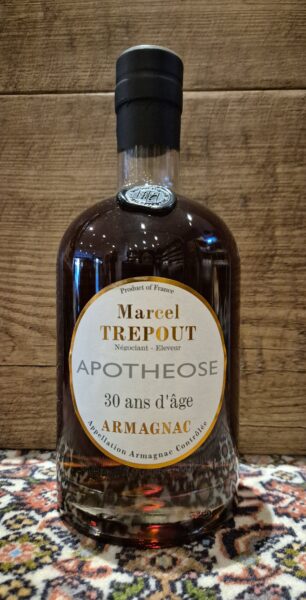 Product of France
Marcel
TREPOUT
Négociant - Eleveur
APOTHEOSE
30 ans d'âge
ARMAGNAC
Appellation Armagnac Contrôlée